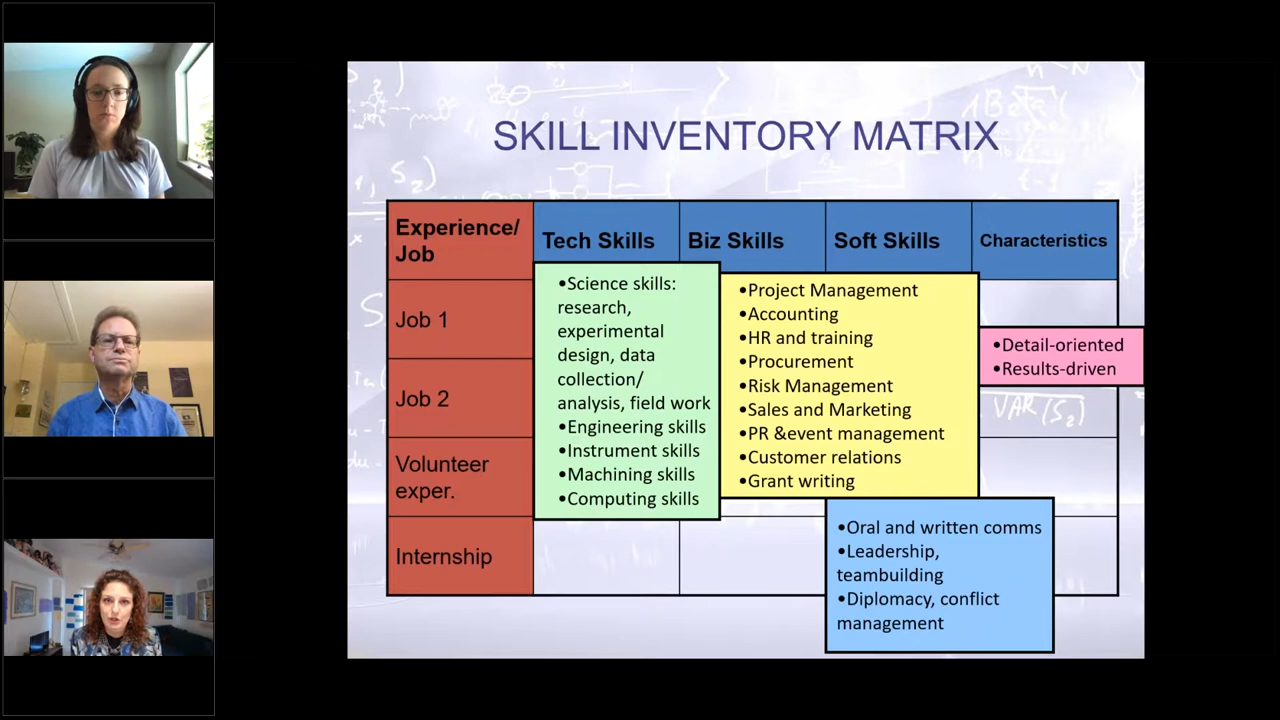 SKILL INVENTORY MATRIX
Experience/
Job
Tech Skills
Biz Skills
Soft Skills
Characteristics
Job 1
Job 2
Volunteer
exper.
Internship
•Science skills:
research,
experimental
design, data
collection/
analysis, field work
•Engineering skills
•Instrument skills
•Machining skills
•Computing skills
•Project Management
•Accounting
•HR and training
•Procurement
•Risk Management
•Sales and Marketing
•PR &event management
•Customer relations
•Grant writing
•Detail-oriented
•Results-driven
VAR(S₂)
•Oral and written comms
•Leadership,
teambuilding
•Diplomacy, conflict
management